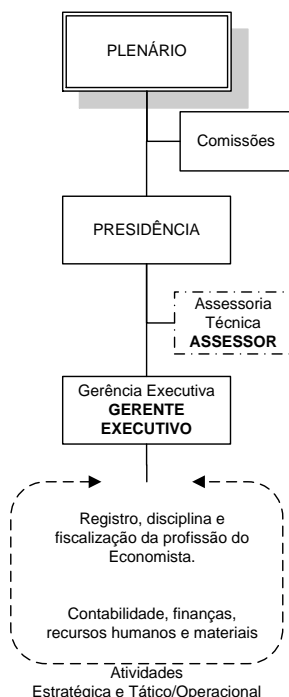 PLENÁRIO
Comissões
PRESIDÊNCIA
Assessoria
Técnica
ASSESSOR
Gerência Executiva
GERENTE
EXECUTIVO
Registro, disciplina e
fiscalização da profissão do
Economista.
Contabilidade, finanças,
recursos humanos e materiais
Atividades
Estratégica e Tático/Operacional